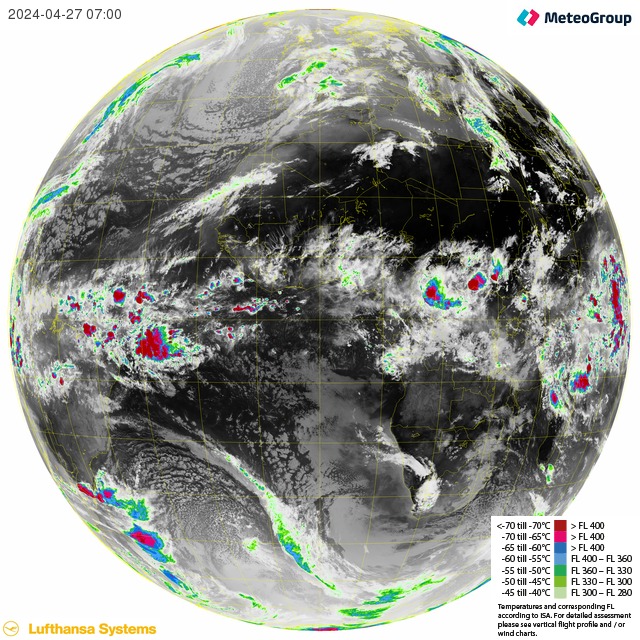 2024-04-27 07:00
MeteoGroup
<-70 till -70°C > FL 400
-70 till -65°C > FL 400
-65 till -60°C > FL 400
-60 till -55°C FL 400 – FL 360
-55 till -50°C FL 360 – FL 330
-50 till -45°C FL 330 – FL 300
-45 till -40°C FL 300 – FL 280
Temperatures and corresponding FL
according to ISA. For detailed assessment
please see vertical flight profile and / or
wind charts.
Lufthansa Systems